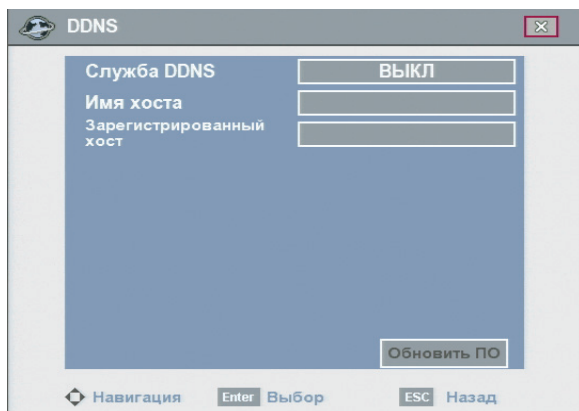 DDNS
Служба DDNS ВЫКЛ
Имя хоста
Зарегистрированный
хост
Обновить ПО
Навигация Enter Выбор ESC Назад